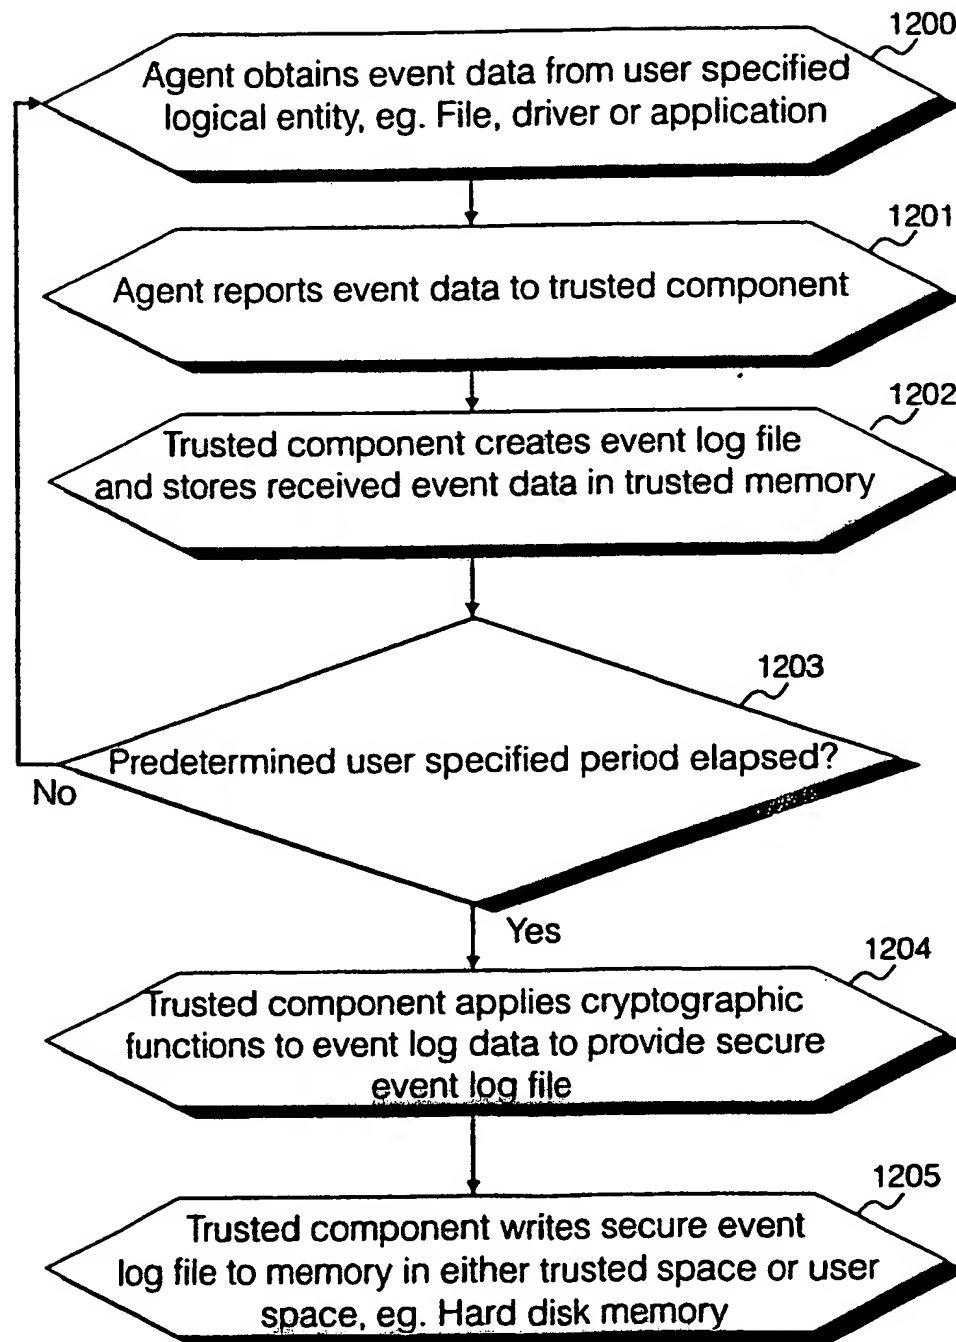 1200
Agent obtains event data from user specified
logical entity, eg. File, driver or application
1201
Agent reports event data to trusted component
1202
Trusted component creates event log file
and stores received event data in trusted memory
1203
Predetermined user specified period elapsed?
No
Yes
1204
Trusted component applies cryptographic
functions to event log data to provide secure
event log file
1205
Trusted component writes secure event
log file to memory in either trusted space or user
space, eg. Hard disk memory